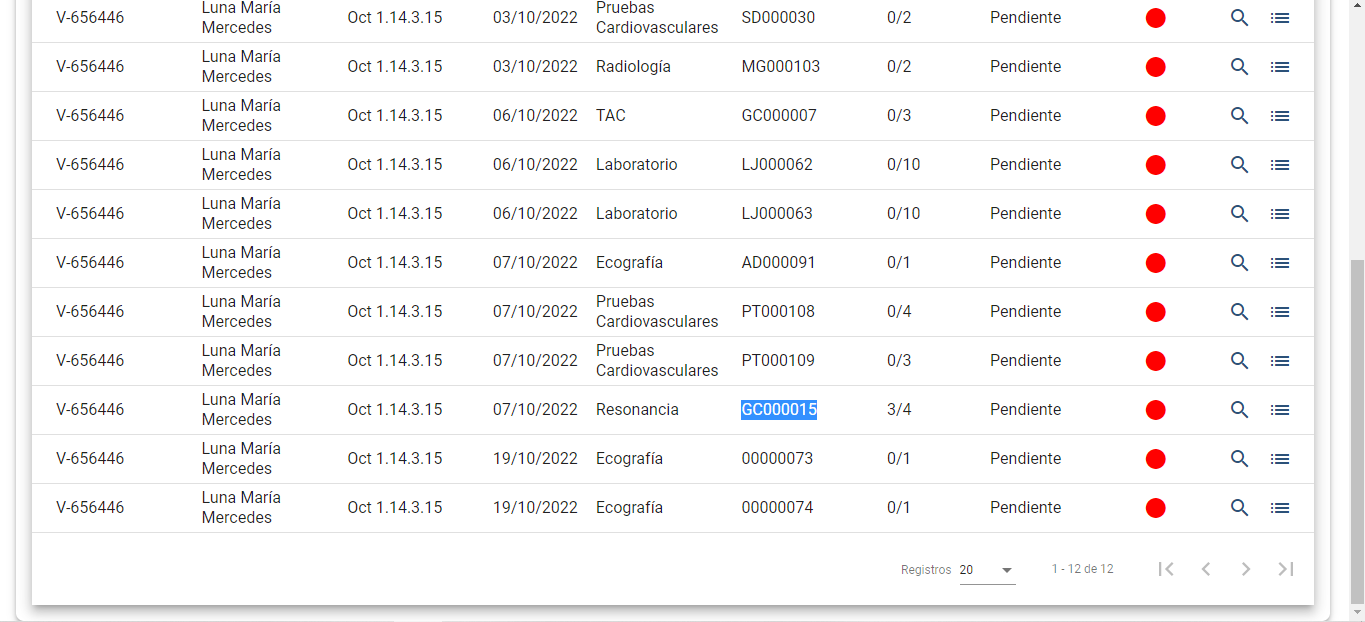 V-656446 Luna María Mercedes Oct 1.14.3.15 03/10/2022 Pruebas Cardiovasculares SD000030 0/2 Pendiente
V-656446 Luna María Mercedes Oct 1.14.3.15 03/10/2022 Radiología MG000103 0/2 Pendiente
V-656446 Luna María Mercedes Oct 1.14.3.15 06/10/2022 TAC GC000007 0/3 Pendiente
V-656446 Luna María Mercedes Oct 1.14.3.15 06/10/2022 Laboratorio LJ000062 0/10 Pendiente
V-656446 Luna María Mercedes Oct 1.14.3.15 06/10/2022 Laboratorio LJ000063 0/10 Pendiente
V-656446 Luna María Mercedes Oct 1.14.3.15 07/10/2022 Ecografía AD000091 0/1 Pendiente
V-656446 Luna María Mercedes Oct 1.14.3.15 07/10/2022 Pruebas Cardiovasculares PT000108 0/4 Pendiente
V-656446 Luna María Mercedes Oct 1.14.3.15 07/10/2022 Pruebas Cardiovasculares PT000109 0/3 Pendiente
V-656446 Luna María Mercedes Oct 1.14.3.15 07/10/2022 Resonancia GC000015 3/4 Pendiente
V-656446 Luna María Mercedes Oct 1.14.3.15 19/10/2022 Ecografía 00000073 0/1 Pendiente
V-656446 Luna María Mercedes Oct 1.14.3.15 19/10/2022 Ecografía 00000074 0/1 Pendiente
Registros 20 1 - 12 de 12